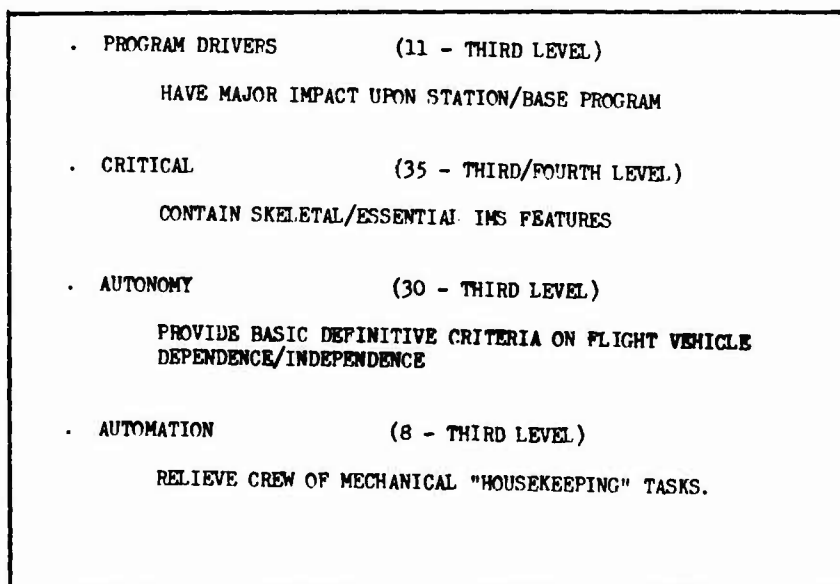 . PROGRAM DRIVERS (11 - THIRD LEVEL)
HAVE MAJOR IMPACT UPON STATION/BASE PROGRAM
. CRITICAL (35 - THIRD/FOURTH LEVEL)
CONTAIN SKELETAL/ESSENTIAL IMS FEATURES
. AUTONOMY (30 - THIRD LEVEL)
PROVIDE BASIC DEFINITIVE CRITERIA ON FLIGHT VEHICLE
DEPENDENCE/INDEPENDENCE
. AUTOMATION (8 - THIRD LEVEL)
RELIEVE CREW OF MECHANICAL "HOUSEKEEPING" TASKS.